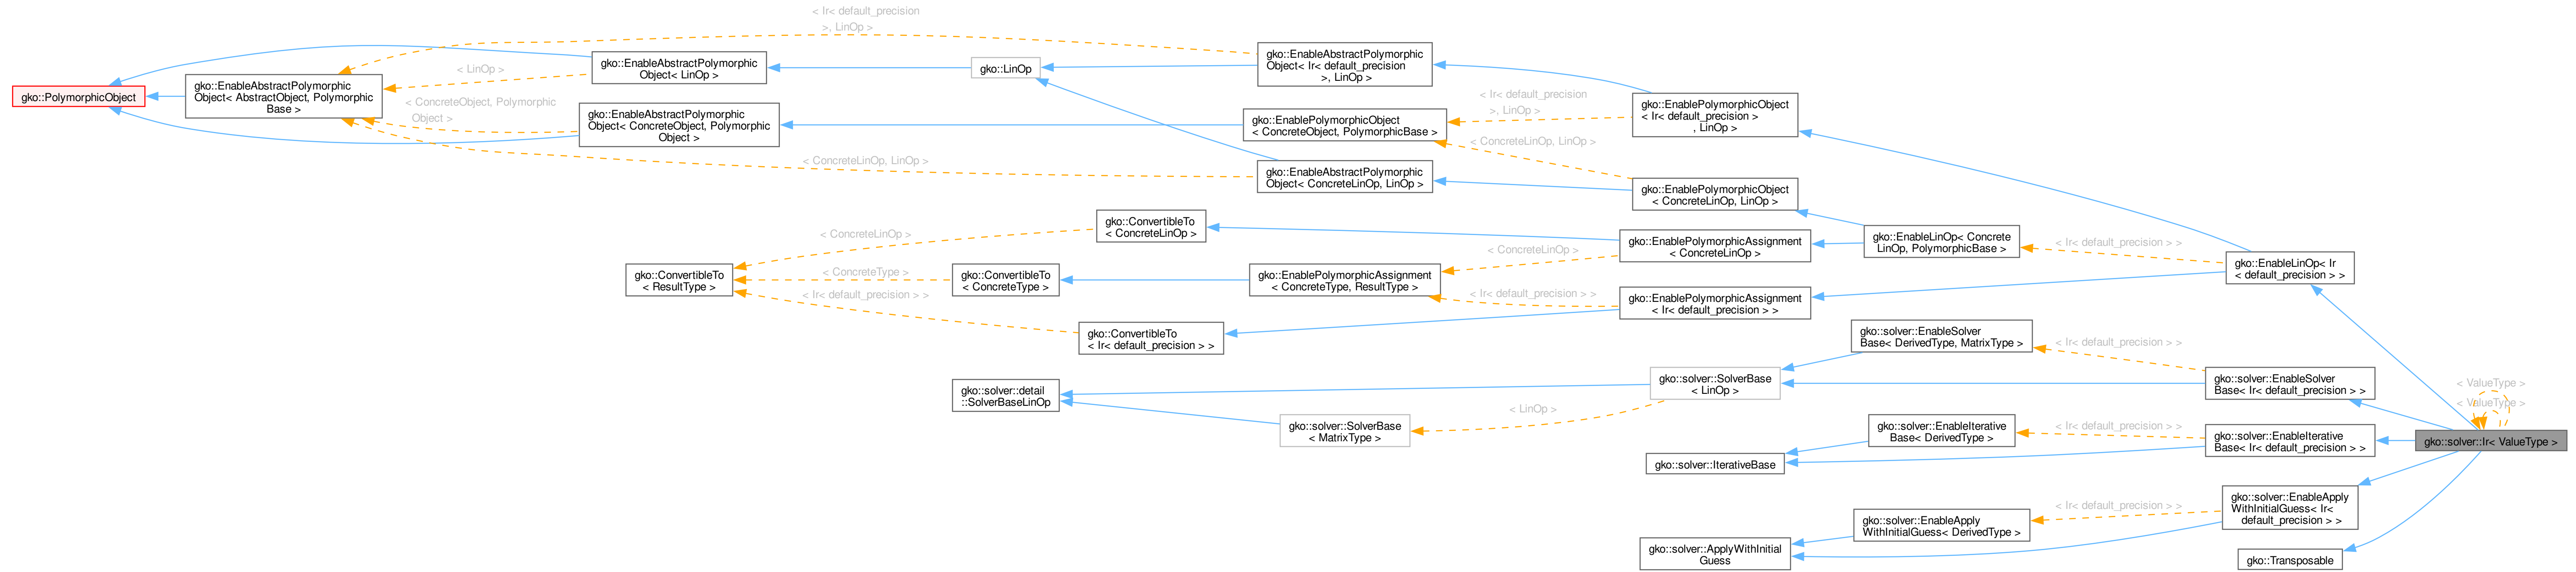 gko::PolymorphicObject
gko::EnableAbstractPolymorphic
Object< AbstractObject, Polymorphic
Base >
< Ir< default_precision
>, LinOp >
< LinOp >
< ConcreteObject, Polymorphic
Object >
< ConcreteLinOp, LinOp >
gko::EnableAbstractPolymorphic
Object< LinOp >
gko::EnableAbstractPolymorphic
Object< ConcreteObject, Polymorphic
Object >
gko::LinOp
gko::EnableAbstractPolymorphic
Object< Ir< default_precision
>, LinOp >
gko::EnablePolymorphicObject
< ConcreteObject, PolymorphicBase >
gko::EnableAbstractPolymorphic
Object< ConcreteLinOp, LinOp >
< Ir< default_precision
>, LinOp >
< ConcreteLinOp, LinOp >
gko::EnablePolymorphicObject
< Ir< default_precision >
, LinOp >
gko::EnablePolymorphicObject
< ConcreteLinOp, LinOp >
gko::ConvertibleTo
< ResultType >
< ConcreteLinOp >
< ConcreteType >
< Ir< default_precision > >
gko::ConvertibleTo
< ConcreteLinOp >
gko::ConvertibleTo
< ConcreteType >
gko::ConvertibleTo
< Ir< default_precision > >
gko::EnablePolymorphicAssignment
< ConcreteType, ResultType >
< ConcreteLinOp >
< Ir< default_precision > >
gko::EnablePolymorphicAssignment
< ConcreteLinOp >
gko::EnablePolymorphicAssignment
< Ir< default_precision > >
gko::EnableLinOp< Concrete
LinOp, PolymorphicBase >
< Ir< default_precision > >
gko::EnableLinOp< Ir
< default_precision > >
gko::solver::detail
::SolverBaseLinOp
gko::solver::SolverBase
< MatrixType >
< LinOp >
gko::solver::SolverBase
< LinOp >
gko::solver::EnableSolver
Base< DerivedType, MatrixType >
< Ir< default_precision > >
gko::solver::EnableSolver
Base< Ir< default_precision > >
gko::solver::IterativeBase
gko::solver::EnableIterative
Base< DerivedType >
< Ir< default_precision > >
gko::solver::EnableIterative
Base< Ir< default_precision > >
< ValueType >
< ValueType >
gko::solver::Ir< ValueType >
gko::solver::ApplyWithInitial
Guess
gko::solver::EnableApply
WithInitialGuess< DerivedType >
< Ir< default_precision > >
gko::solver::EnableApply
WithInitialGuess< Ir<
default_precision > >
gko::Transposable